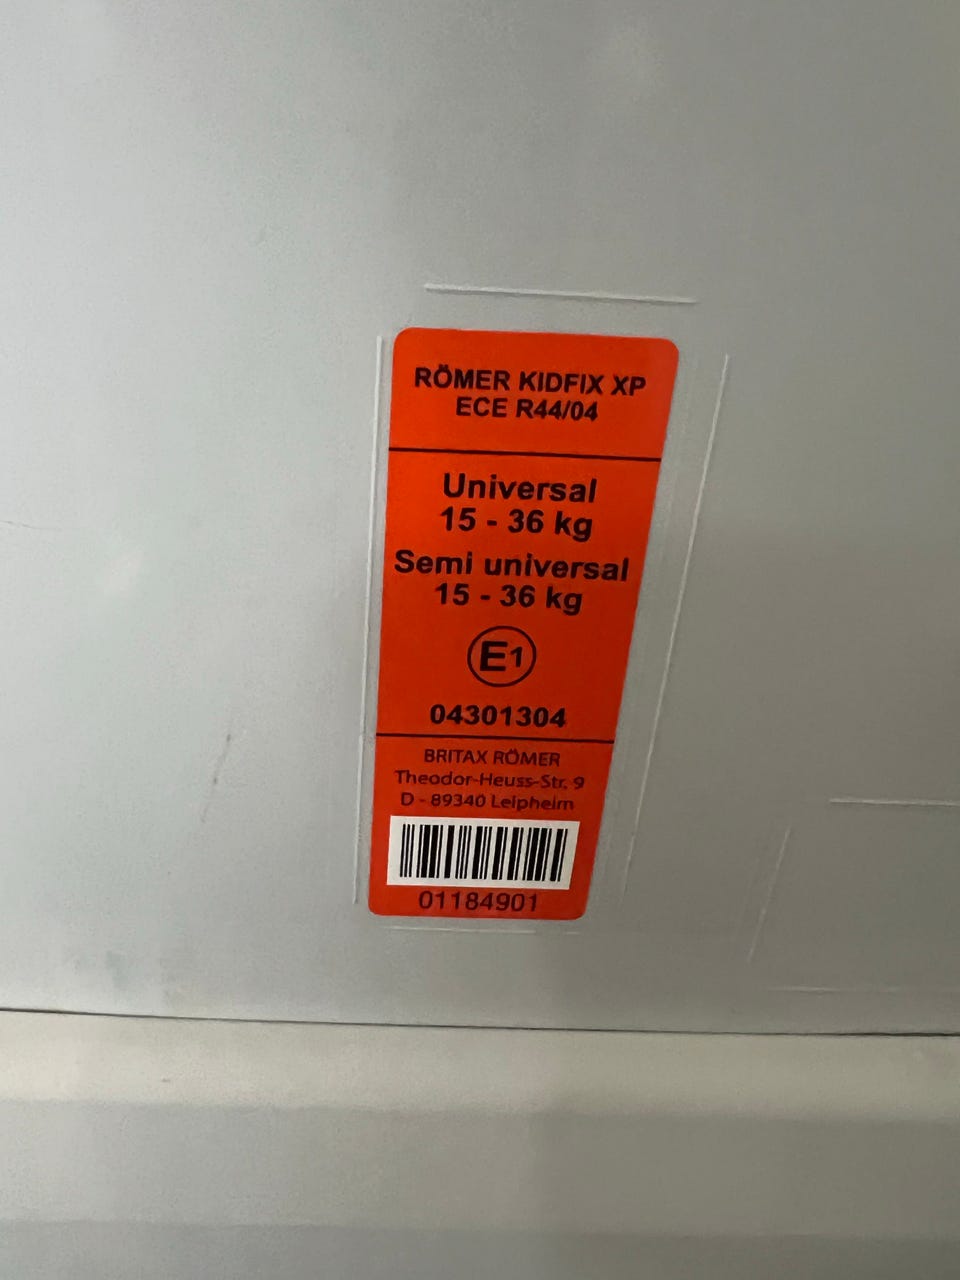 RÖMER KIDFIX XP
ECE R44/04
Universal
15 - 36 kg
Semi universal
15 - 36 kg
E1
04301304
BRITAX RÖMER
Theodor-Heuss-Str. 9
D - 89340 Leipheim
01184901